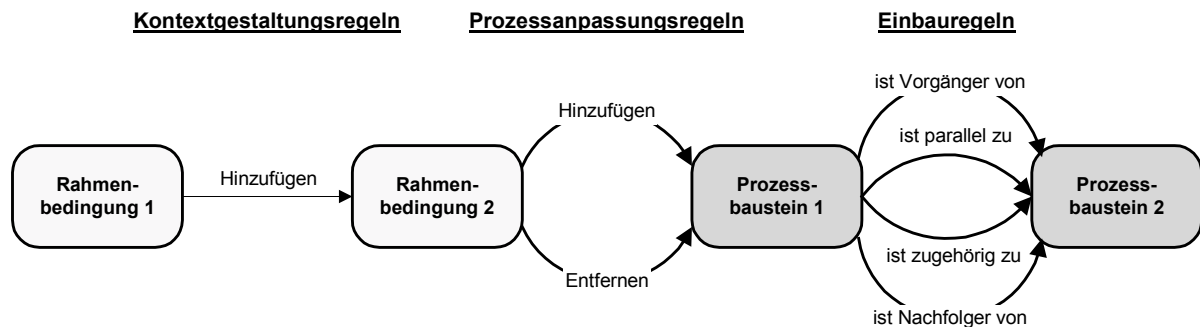 Kontextgestaltungsregeln
Prozessanpassungsregeln
Einbauregeln
ist Vorgänger von
Hinzufügen
ist parallel zu
Rahmen-
bedingung 1
Hinzufügen
Rahmen-
bedingung 2
Prozess-
baustein 1
Prozess-
baustein 2
ist zugehörig zu
Entfernen
ist Nachfolger von